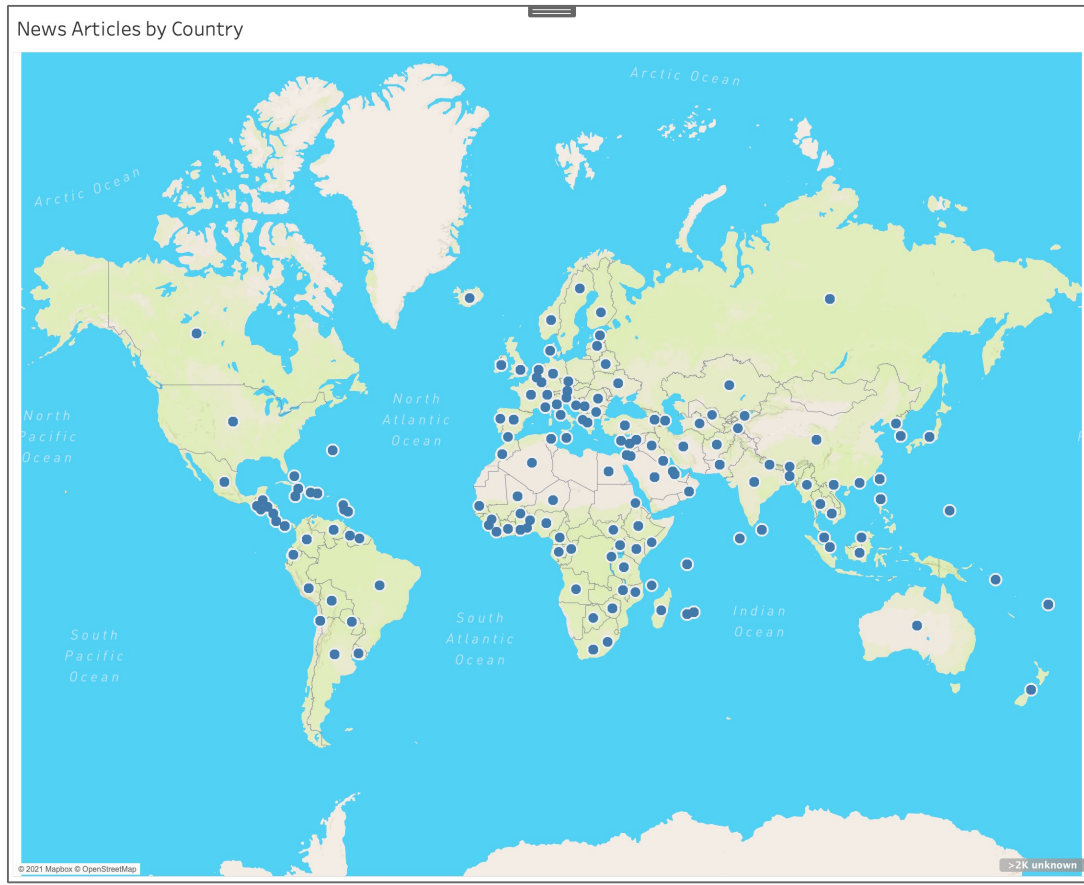 News Articles by Country
Arctic Ocean
Arctic Ocean
North
Pacific
Ocean
North
Atlantic
Ocean
South
Pacific
Ocean
South
Atlantic
Ocean
Indian
Ocean
© 2021 Mapbox © OpenStreetMap
>2K unknown